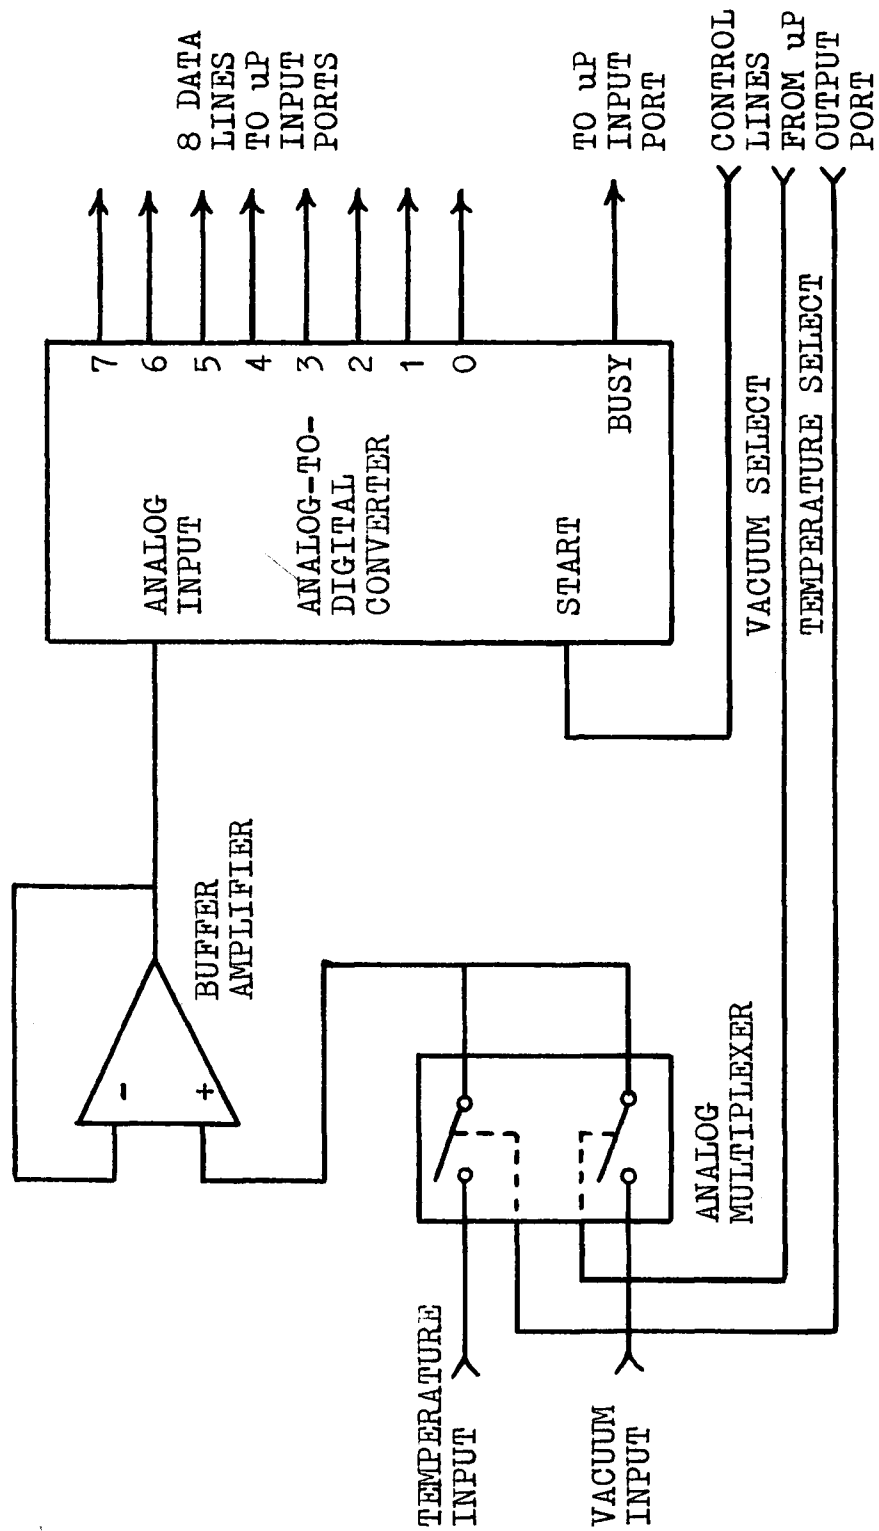 8 DATA
LINES
TO uP
INPUT
PORTS
TO uP
INPUT
PORT
CONTROL
LINES
FROM uP
OUTPUT
PORT
7
6
5
4
3
2
1
0
BUSY
ANALOG
INPUT
ANALOG-TO-
DIGITAL
CONVERTER
START
VACUUM SELECT
TEMPERATURE SELECT
BUFFER
AMPLIFIER
-
+
ANALOG
MULTIPLEXER
TEMPERATURE
INPUT
VACUUM
INPUT